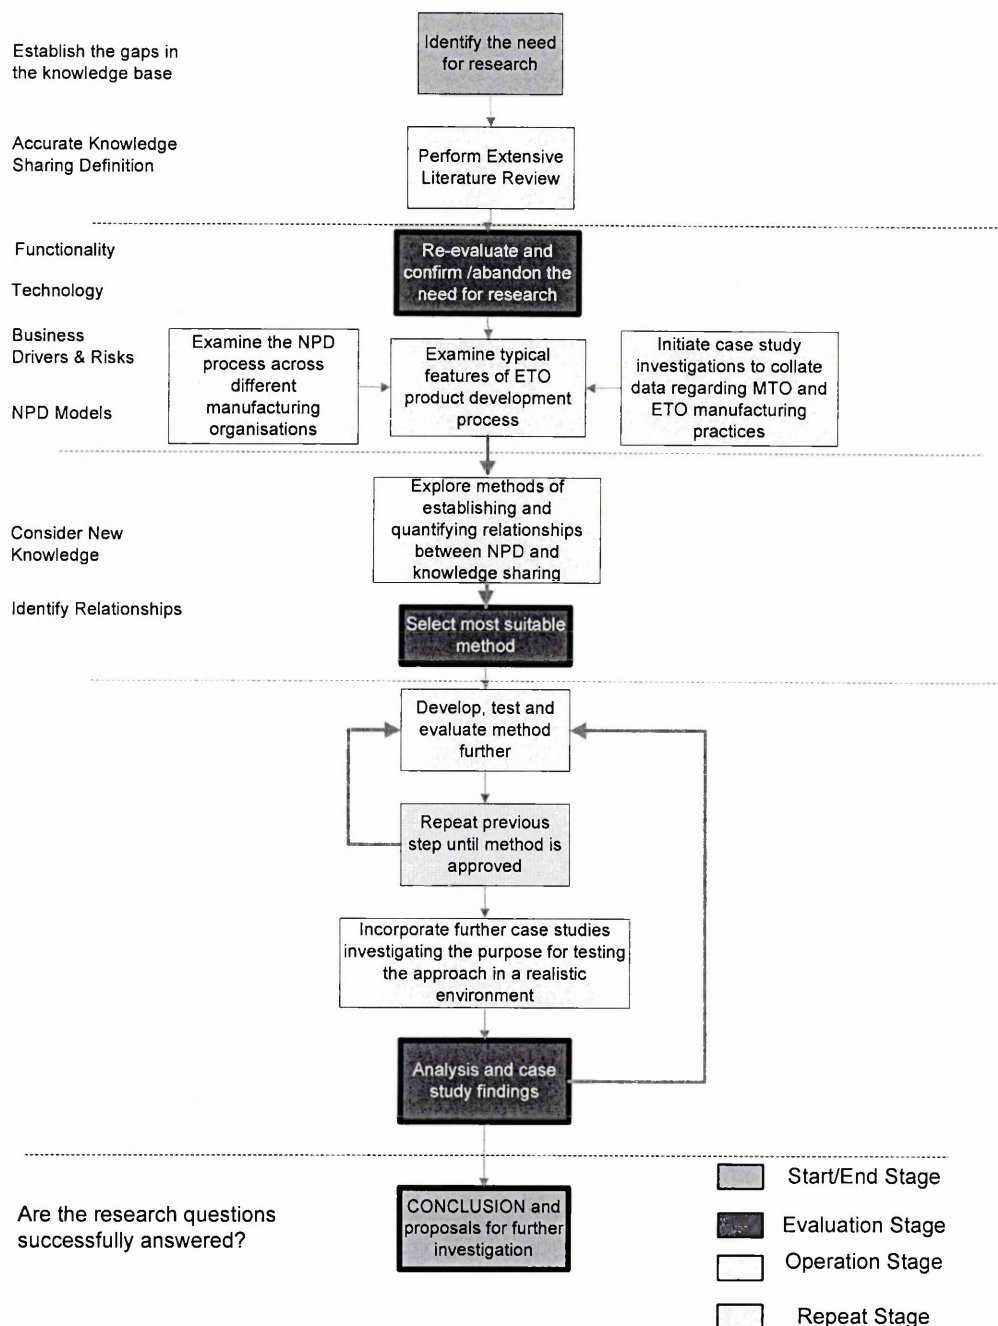 Establish the gaps in
the knowledge base
Identify the need
for research
Accurate Knowledge
Sharing Definition
Perform Extensive
Literature Review
Functionality
Technology
Re-evaluate and
confirm /abandon the
need for research
Business
Drivers & Risks
NPD Models
Examine the NPD
process across
different
manufacturing
organisations
Examine typical
features of ETO
product development
process
Initiate case study
investigations to collate
data regarding MTO and
ETO manufacturing
practices
Consider New
Knowledge
Explore methods of
establishing and
quantifying relationships
between NPD and
knowledge sharing
Identify Relationships
Select most suitable
method
Develop, test and
evaluate method
further
Repeat previous
step until method is
approved
Incorporate further case studies
investigating the purpose for testing
the approach in a realistic
environment
Analysis and case
study findings
Are the research questions
successfully answered?
CONCLUSION and
proposals for further
investigation
Start/End Stage
Evaluation Stage
Operation Stage
Repeat Stage